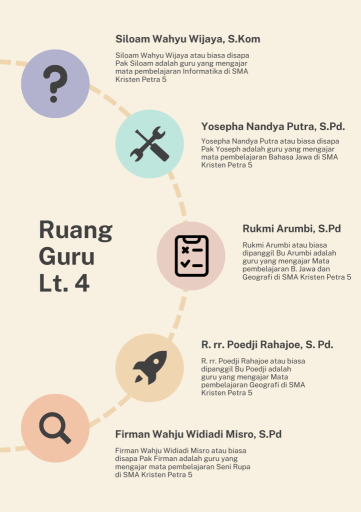 Siloam Wahyu Wijaya, S.Kom
Siloam Wahyu Wijaya atau biasa disapa
Pak Siloam adalah guru yang mengajar
mata pembelajaran Informatika di SMA
Kristen Petra 5
Yosepha Nandya Putra, S.Pd.
Yosepha Nandya Putra atau biasa disapa
Pak Yoseph adalah guru yang mengajar
mata pembelajaran Bahasa Jawa di SMA
Kristen Petra 5
Ruang
Guru
Lt. 4
Rukmi Arumbi, S.Pd
Rukmi Arumbi atau biasa
dipanggil Bu Arumbi adalah
guru yang mengajar Mata
pembelajaran B. Jawa dan
Geografi di SMA Kristen Petra 5
R. rr. Poedji Rahajoe, S. Pd.
R. rr. Poedji Rahajoe atau biasa
dipanggil Bu Poedji adalah
guru yang mengajar Mata
pembelajaran Geografi di SMA
Kristen Petra 5
Firman Wahju Widiadi Misro, S.Pd
Firman Wahju Widiadi Misro atau biasa
disapa Pak Firman adalah guru yang
mengajar mata pembelajaran Seni Rupa
di SMA Kristen Petra 5